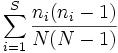 \sum_{i=1}^{S} \frac{n_i(n_i - 1)}{N(N - 1)}